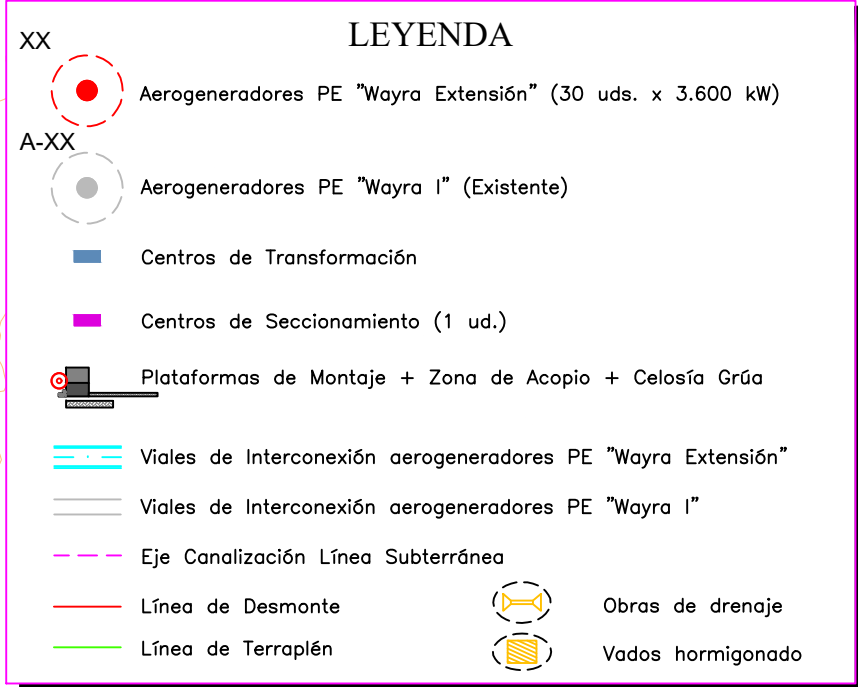 LEYENDA
XX
Aerogeneradores PE "Wayra Extensión" (30 uds. x 3.600 kW)
A-XX
Aerogeneradores PE "Wayra I" (Existente)
Centros de Transformación
Centros de Seccionamiento (1 ud.)
Plataformas de Montaje + Zona de Acopio + Celosía Grúa
Viales de Interconexión aerogeneradores PE "Wayra Extensión"
Viales de Interconexión aerogeneradores PE "Wayra I"
Eje Canalización Línea Subterránea
Línea de Desmonte
Obras de drenaje
Línea de Terraplén
Vados hormigonado